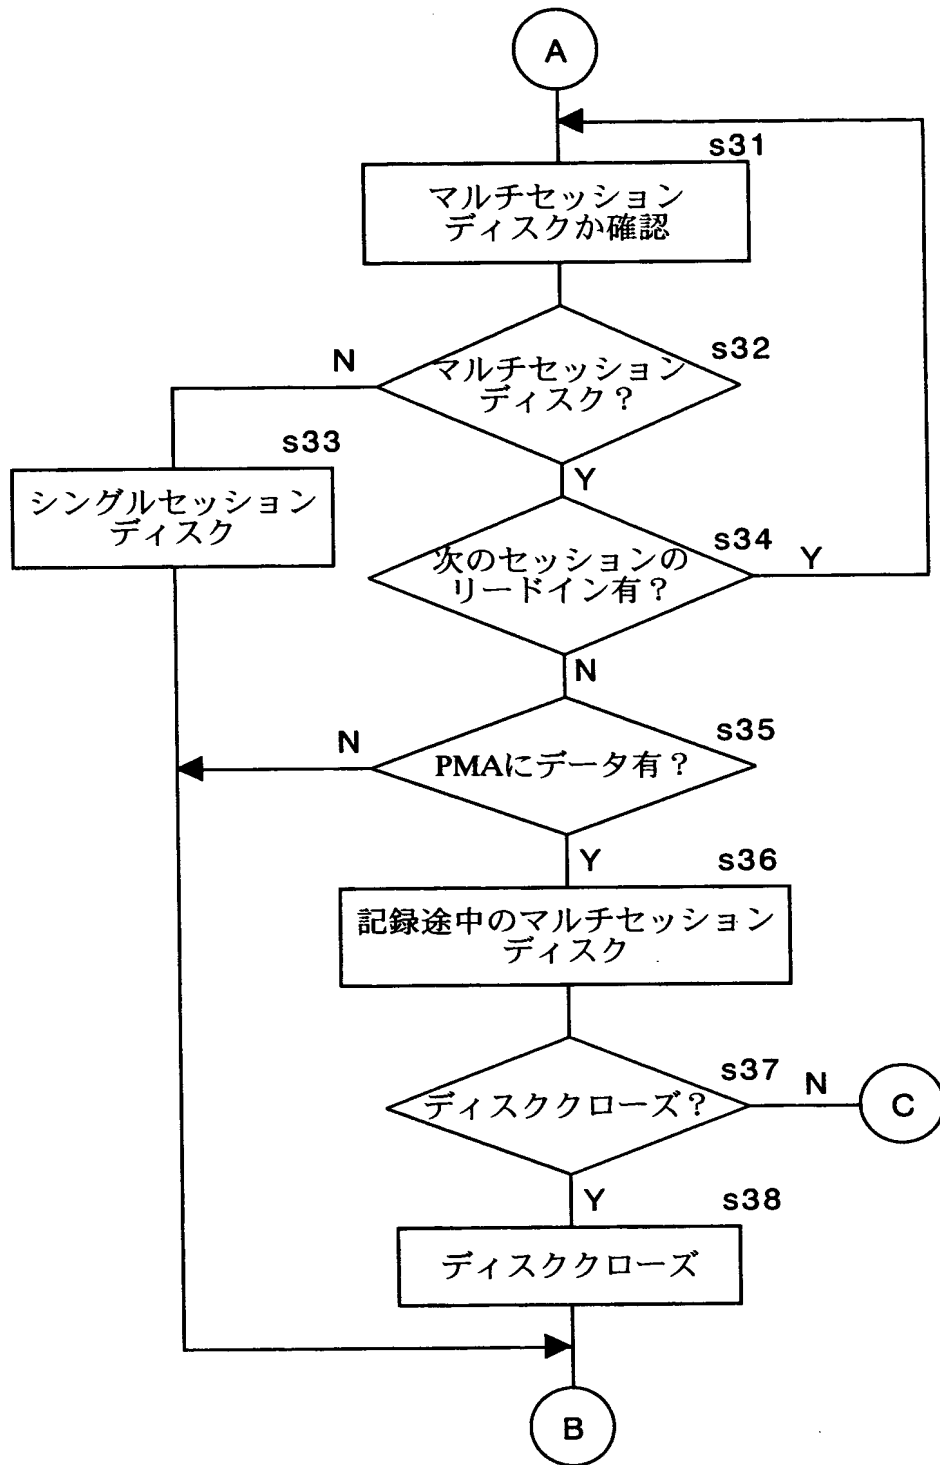 A
s31
マルチセッション
ディスクか確認
s32
N
マルチセッション
ディスク？
s33
Y
シングルセッション
ディスク
s34
Y
次のセッションの
リードイン有？
N
s35
N
PMAにデータ有？
Y
s36
記録途中のマルチセッション
ディスク
s37
N
C
ディスククローズ？
Y
s38
ディスククローズ
B